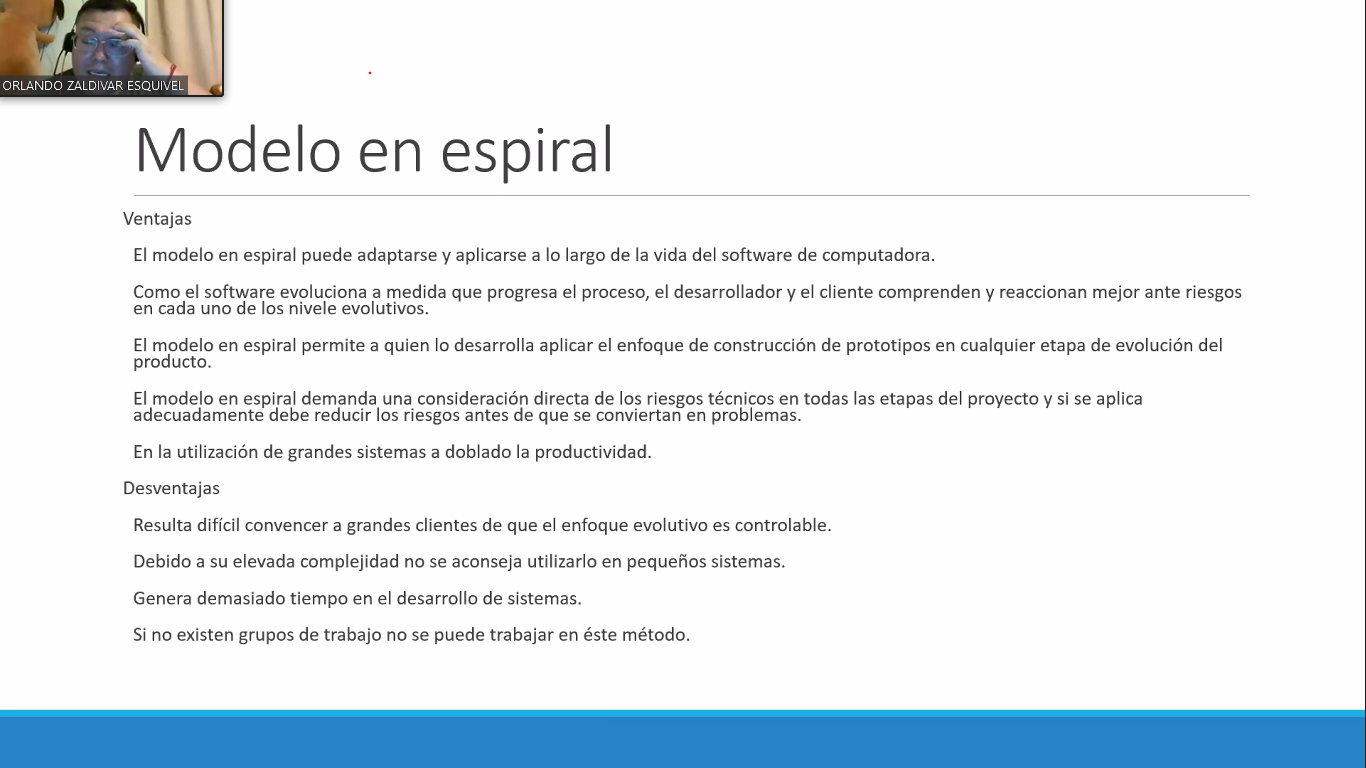 ORLANDO ZALDIVAR ESQUIVEL
Modelo en espiral
Ventajas
El modelo en espiral puede adaptarse y aplicarse a lo largo de la vida del software de computadora.
Como el software evoluciona a medida que progresa el proceso, el desarrollador y el cliente comprenden y reaccionan mejor ante riesgos
en cada uno de los nivele evolutivos.
El modelo en espiral permite a quien lo desarrolla aplicar el enfoque de construcción de prototipos en cualquier etapa de evolución del
producto.
El modelo en espiral demanda una consideración directa de los riesgos técnicos en todas las etapas del proyecto y si se aplica
adecuadamente debe reducir los riesgos antes de que se conviertan en problemas.
En la utilización de grandes sistemas a doblado la productividad.
Desventajas
Resulta difícil convencer a grandes clientes de que el enfoque evolutivo es controlable.
Debido a su elevada complejidad no se aconseja utilizarlo en pequeños sistemas.
Genera demasiado tiempo en el desarrollo de sistemas.
Si no existen grupos de trabajo no se puede trabajar en éste método.